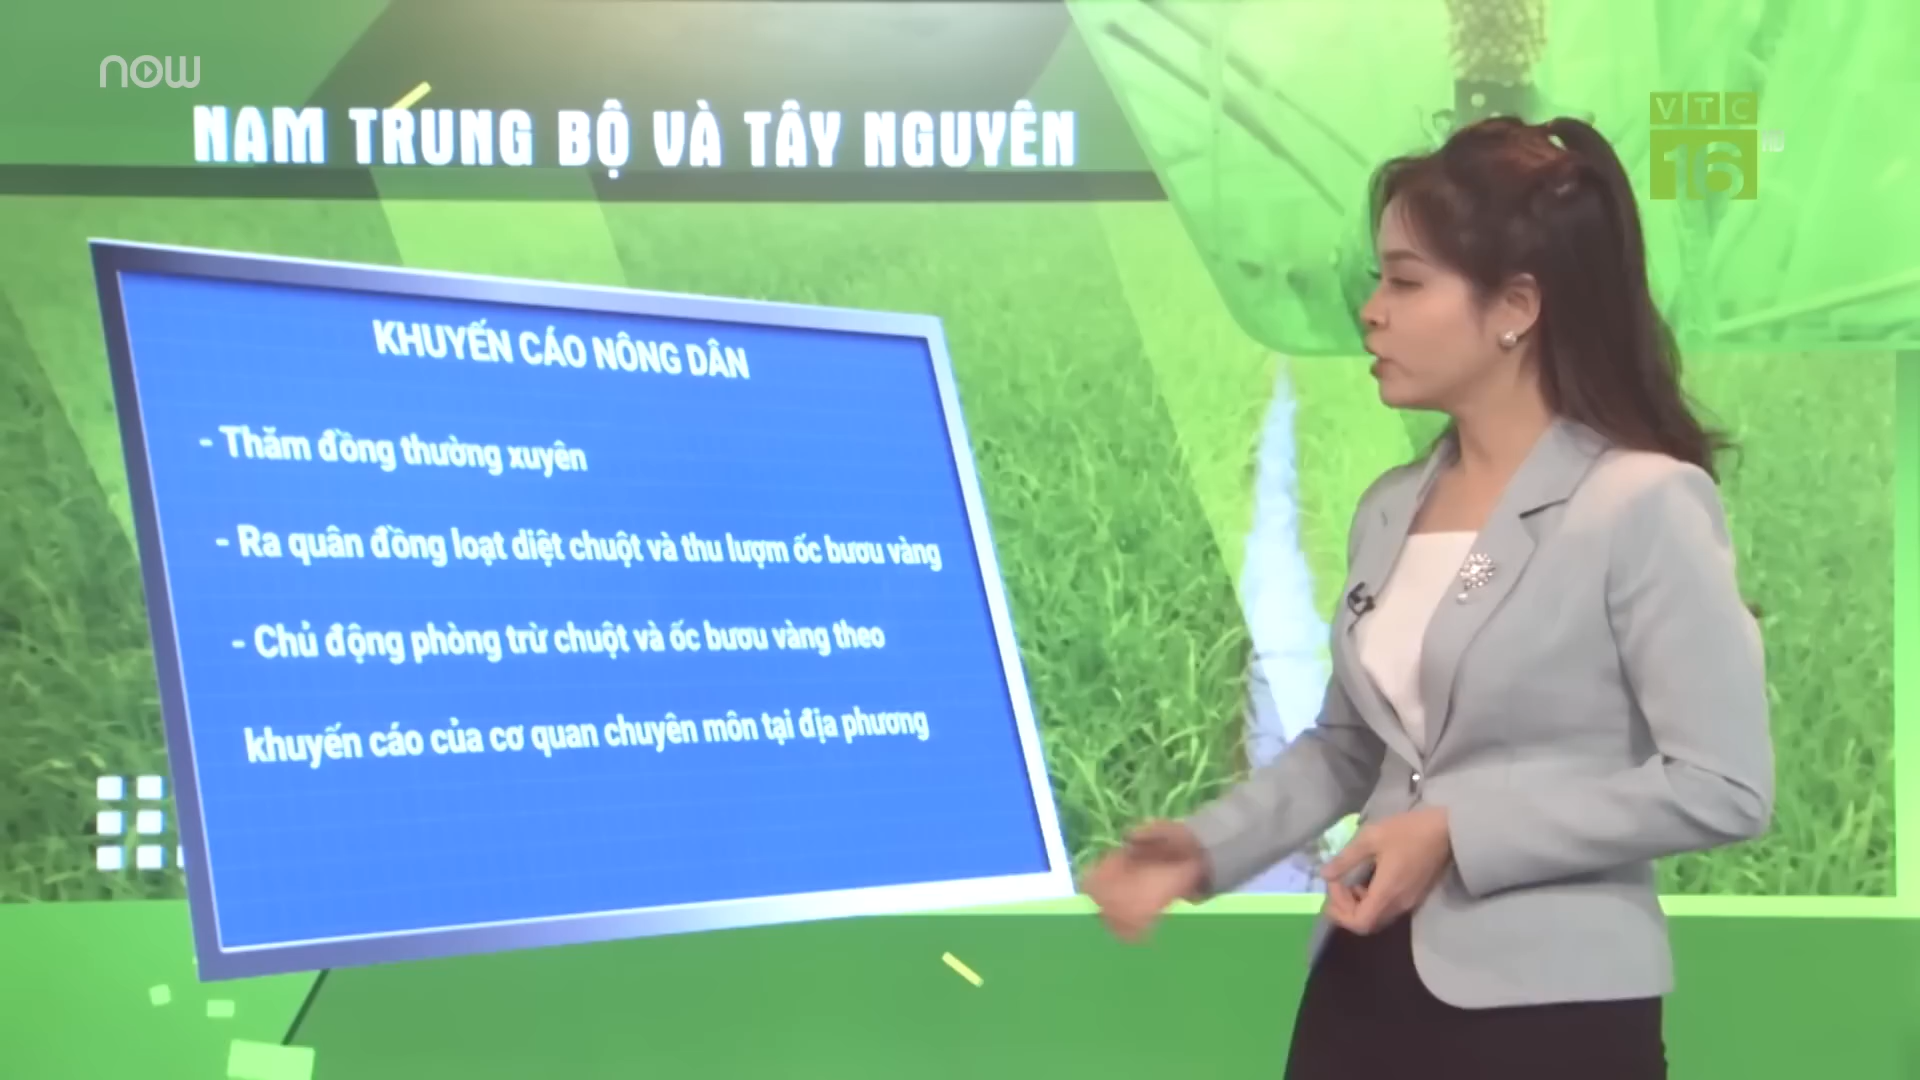 now
NAM TRUNG BỘ VÀ TÂY NGUYÊN
VTC
16
HD
KHUYẾN CÁO NÔNG DÂN
- Thăm đồng thường xuyên
- Ra quân đồng loạt diệt chuột và thu lượm ốc bươu vàng
- Chủ động phòng trừ chuột và ốc bươu vàng theo
khuyến cáo của cơ quan chuyên môn tại địa phương